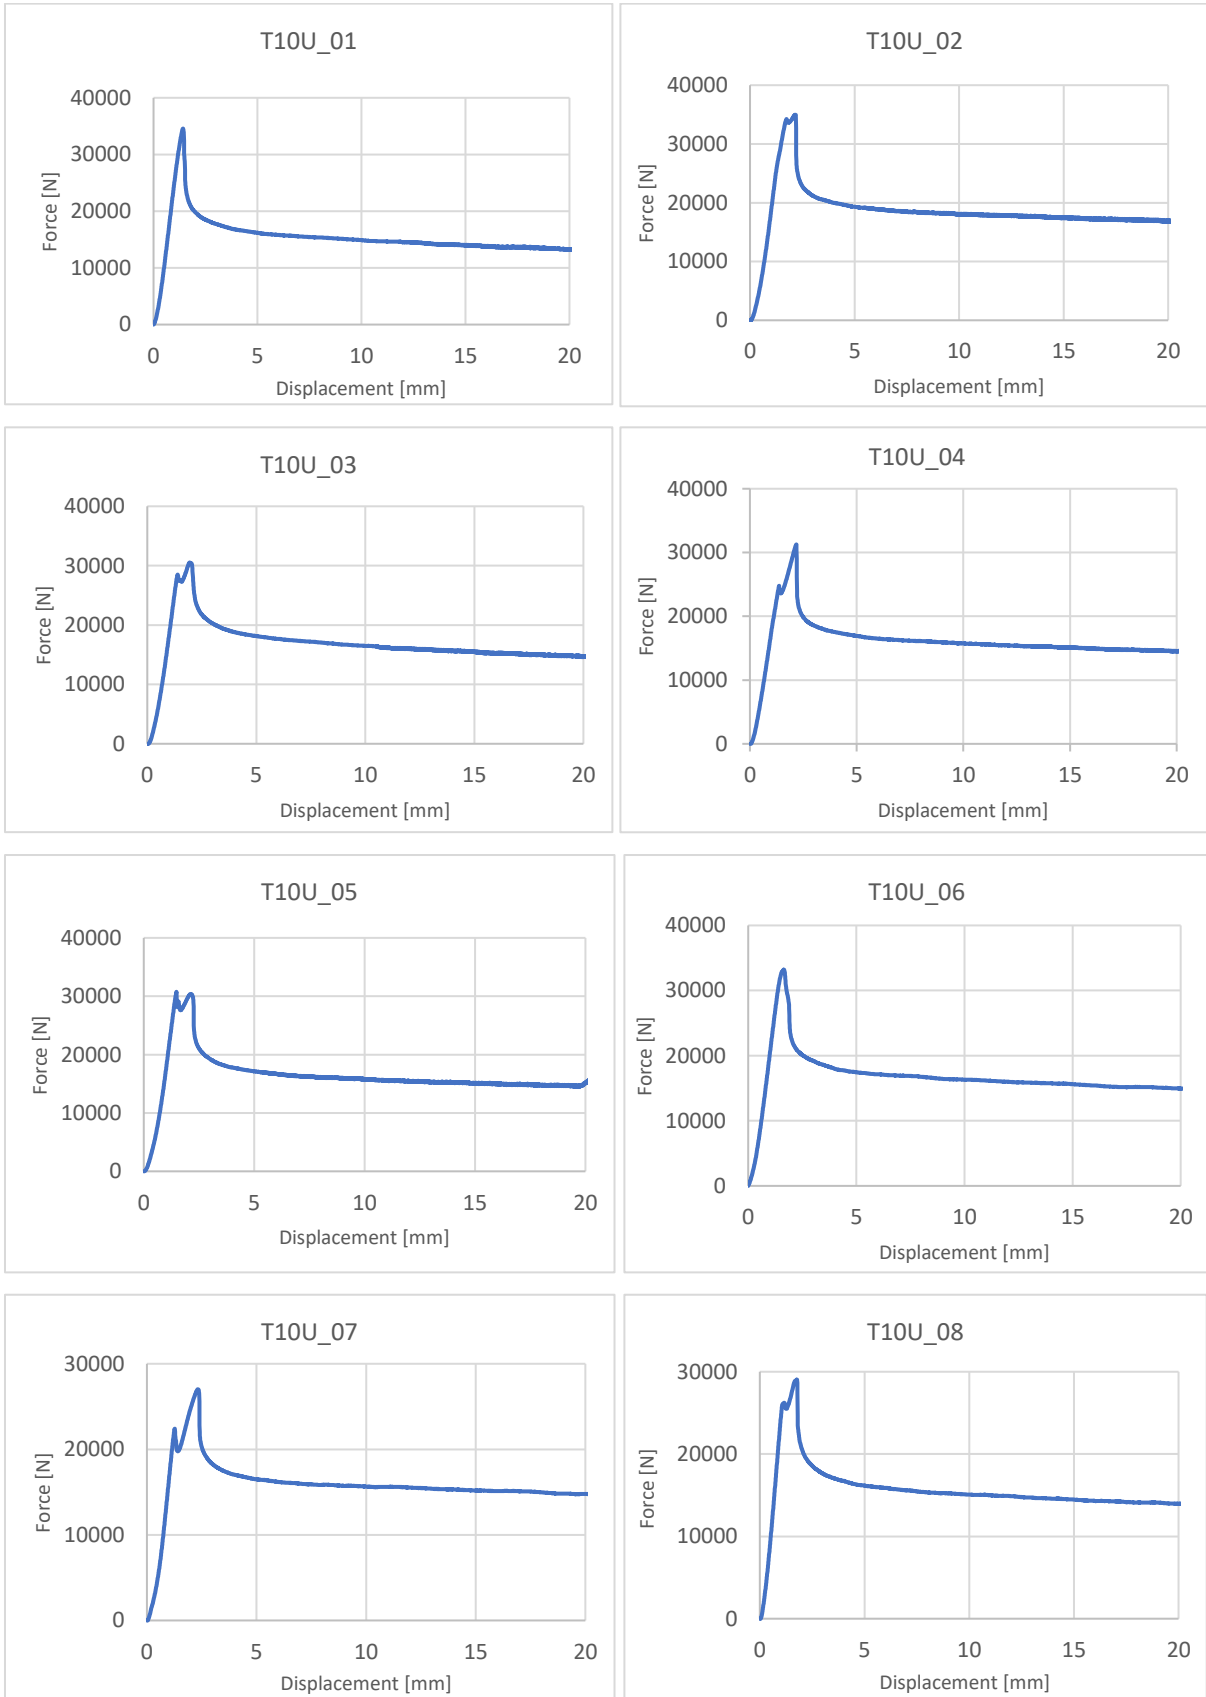 T10U_01
40000
30000
20000
10000
0
0 5 10 15 20
Force [N]
Displacement [mm]
T10U_02
40000
30000
20000
10000
0
0 5 10 15 20
Force [N]
Displacement [mm]
T10U_03
40000
30000
20000
10000
0
0 5 10 15 20
Force [N]
Displacement [mm]
T10U_04
40000
30000
20000
10000
0
0 5 10 15 20
Force [N]
Displacement [mm]
T10U_05
40000
30000
20000
10000
0
0 5 10 15 20
Force [N]
Displacement [mm]
T10U_06
40000
30000
20000
10000
0
0 5 10 15 20
Force [N]
Displacement [mm]
T10U_07
30000
20000
10000
0
0 5 10 15 20
Force [N]
Displacement [mm]
T10U_08
30000
20000
10000
0
0 5 10 15 20
Force [N]
Displacement [mm]